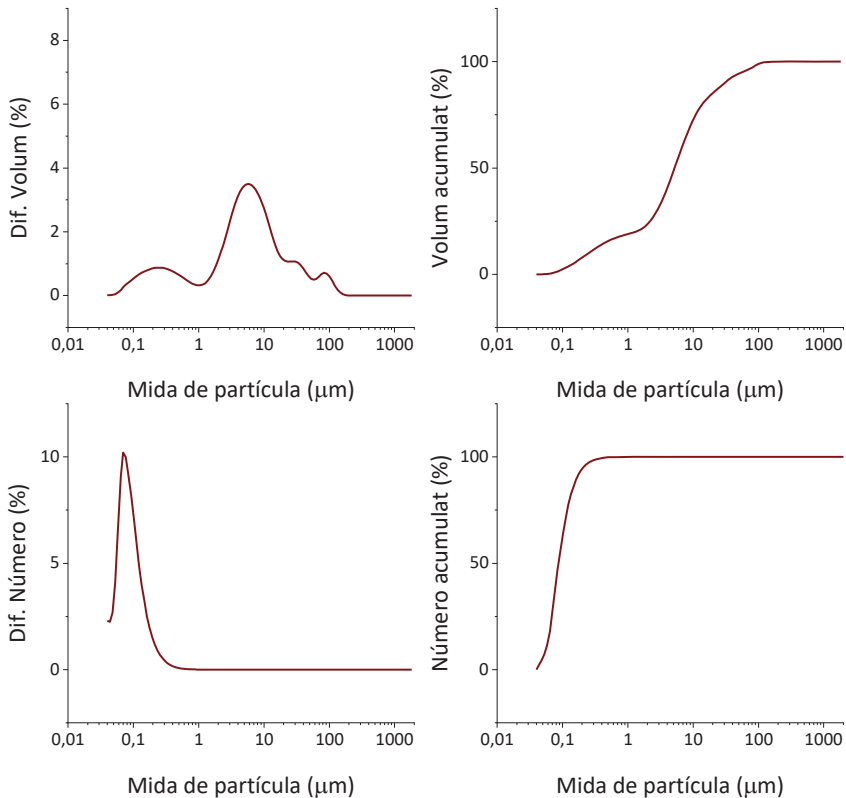 Dif. Volum (%)
8
6
4
2
0
0,01 0,1 1 10 100 1000
Mida de partícula (μm)
Volum acumulat (%)
100
50
0
0,01 0,1 1 10 100 1000
Mida de partícula (μm)
Dif. Número (%)
10
5
0
0,01 0,1 1 10 100 1000
Mida de partícula (μm)
Número acumulat (%)
100
50
0
0,01 0,1 1 10 100 1000
Mida de partícula (μm)